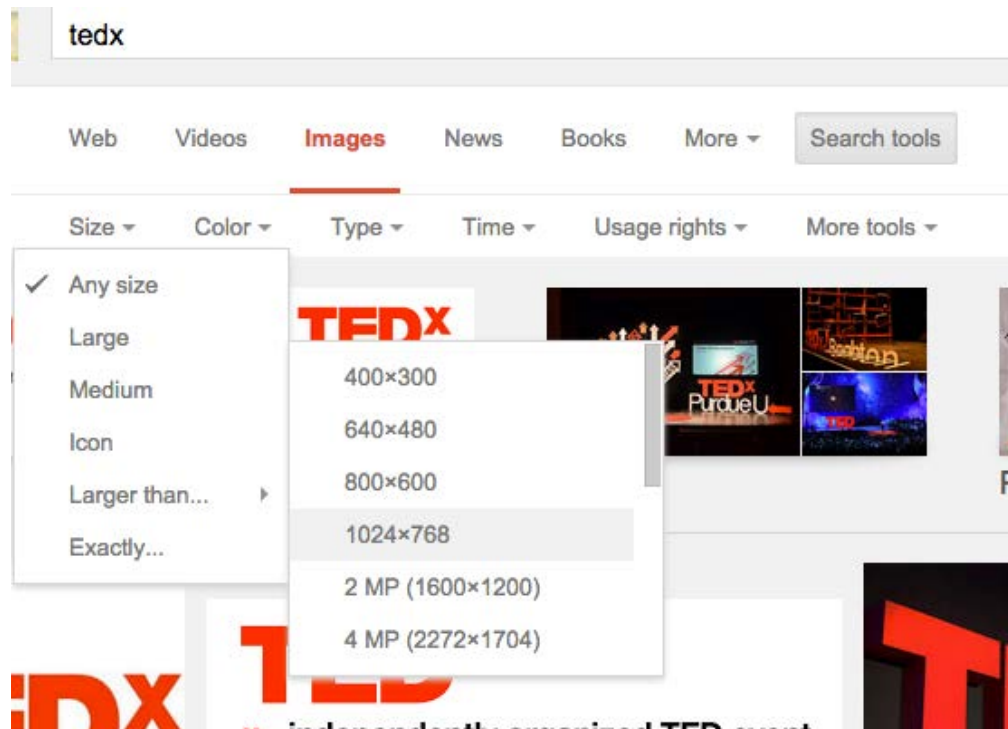 tedx
Web Videos Images News Books More Search tools
Size Color Type Time Usage rights More tools
Any size
Large
Medium
Icon
Larger than...
Exactly...
400×300
640×480
800×600
1024×768
2 MP (1600×1200)
4 MP (2272×1704)
TEDx
TEDx
PurdueU
TED